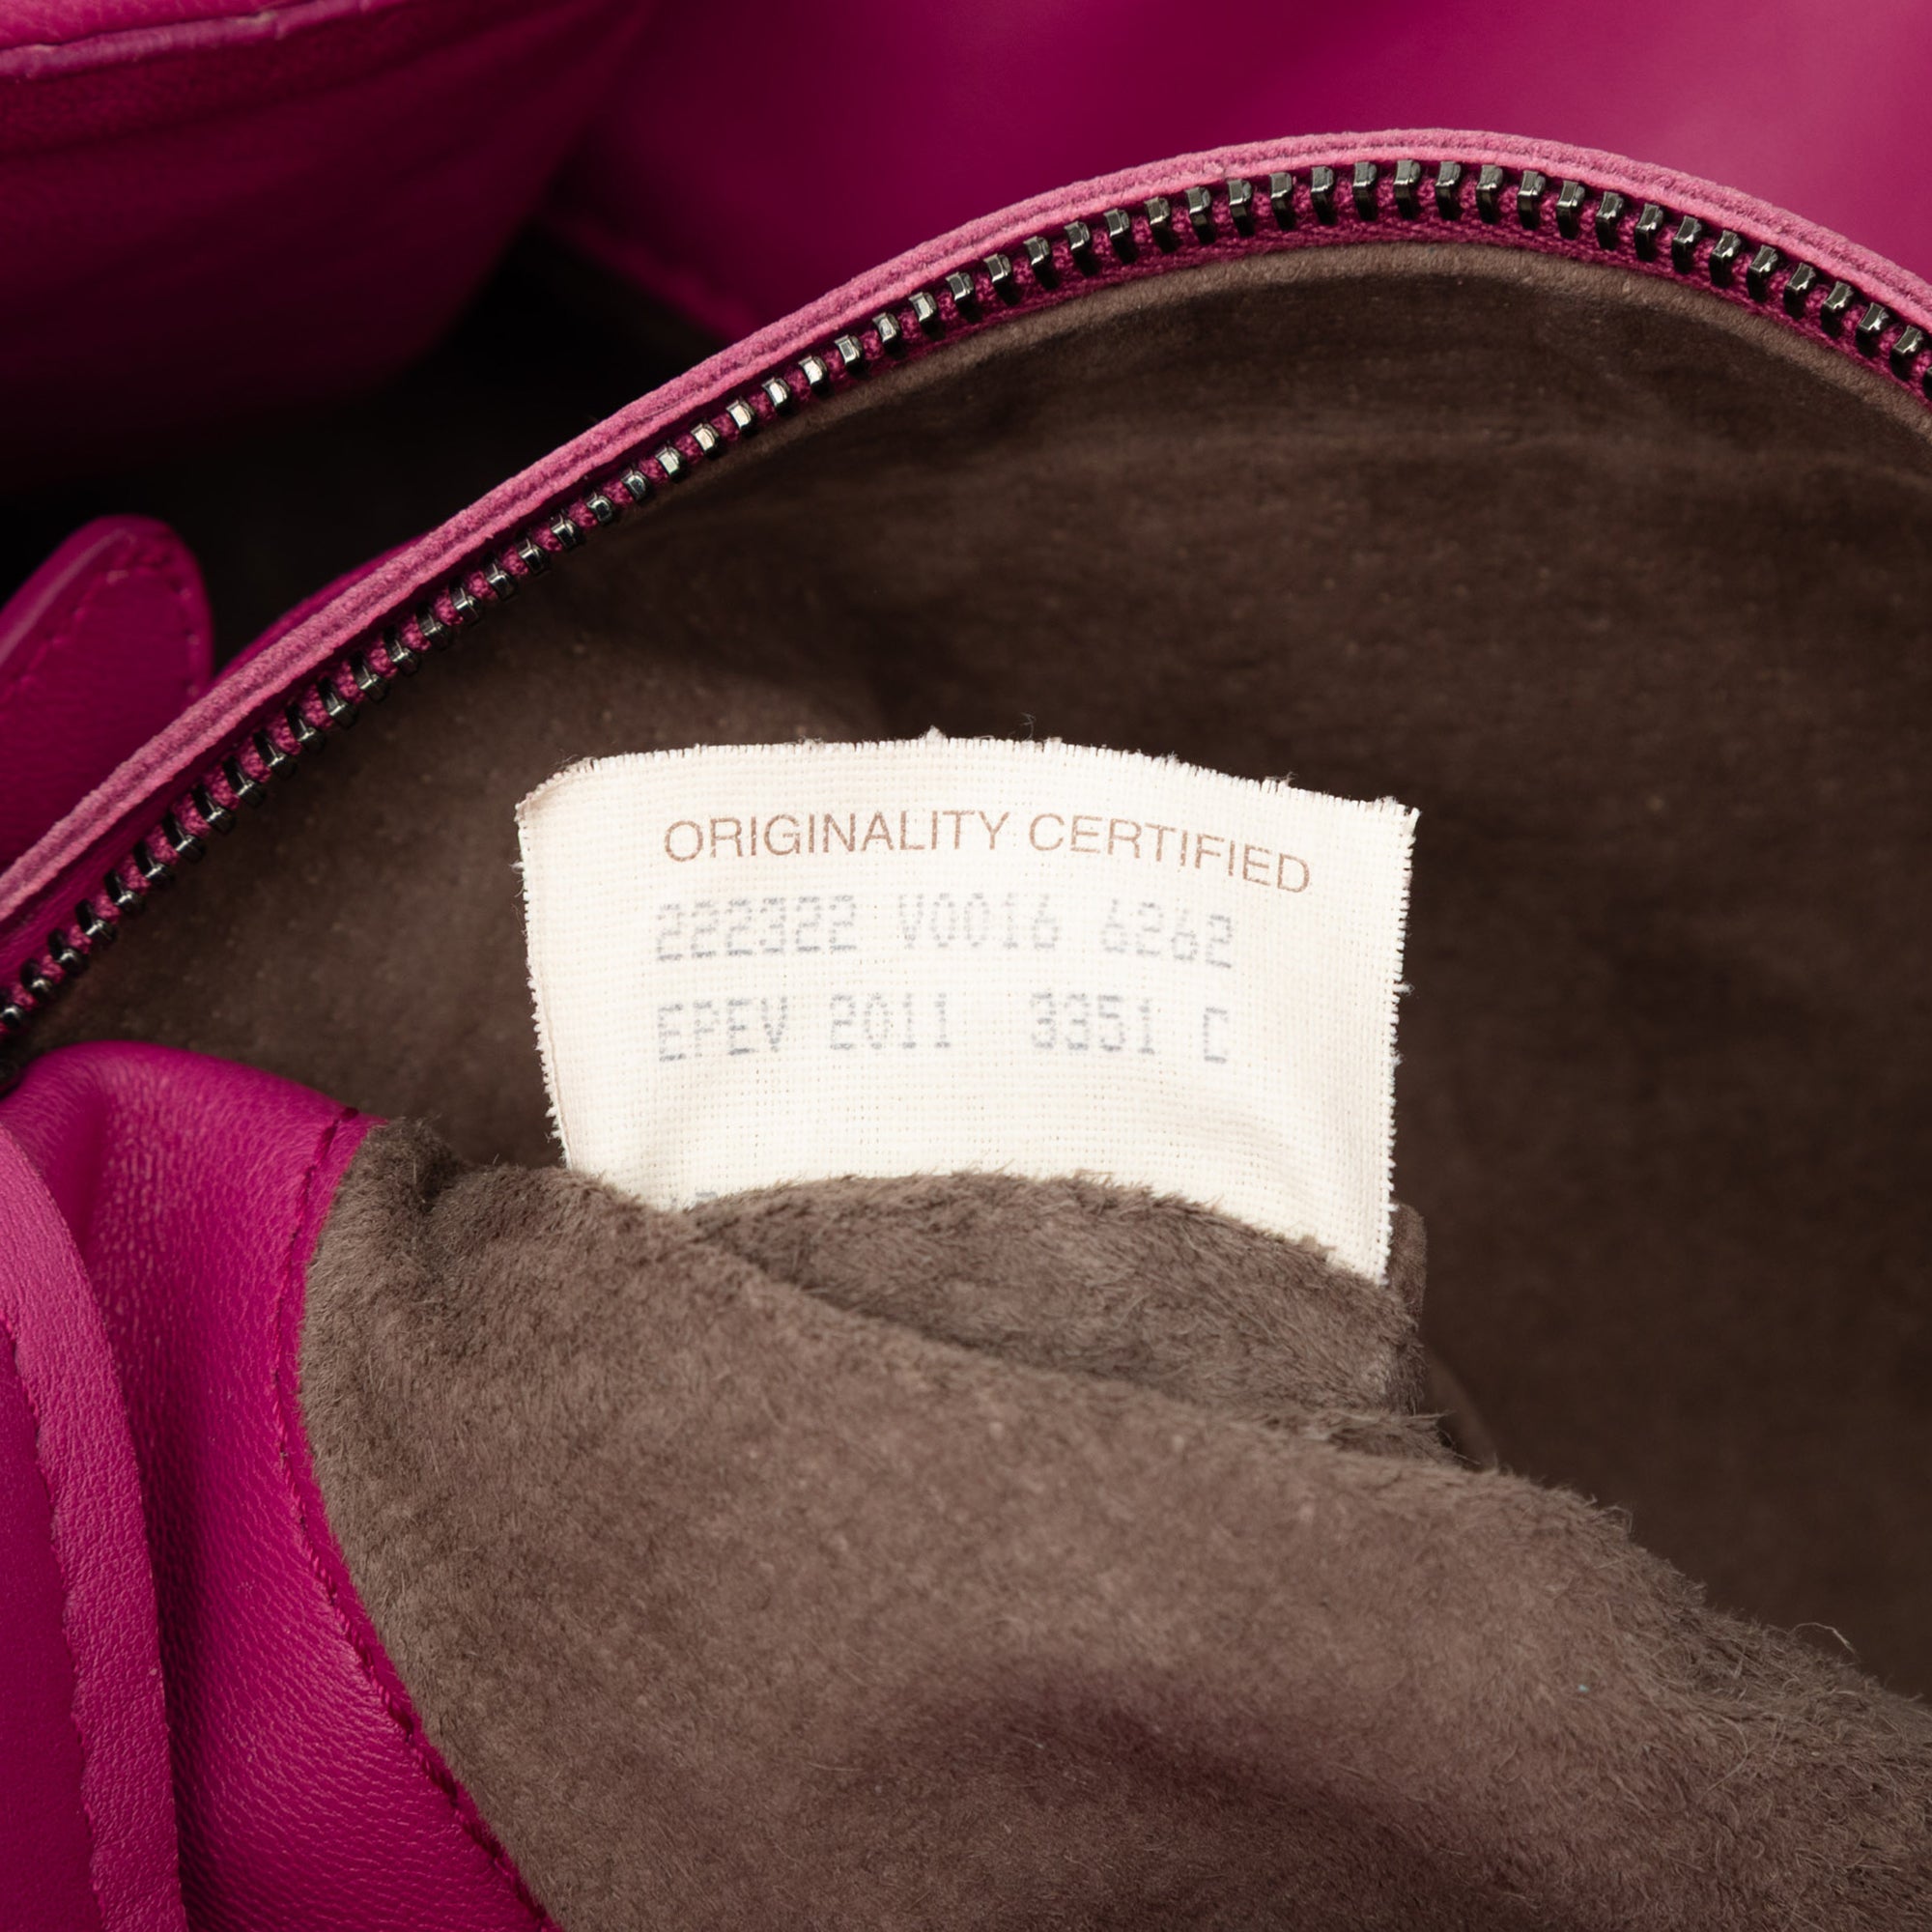 ORIGINALITY CERTIFIED
222322 V0016 6262
EPEV 2011 3351 C